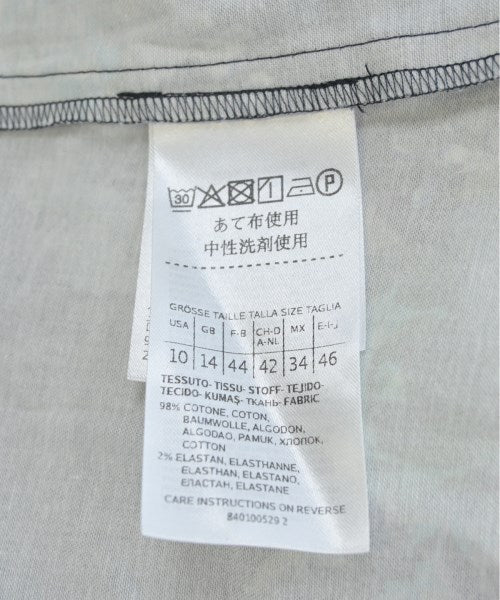 30 P
あて布使用
中性洗剤使用
GRÖSSE TAILLE TALLA SIZE TAGLIA
USA GB F-B CH-D A-NL MX E-I-J
10 14 44 42 34 46
TESSUTO- TISSU- STOFF- TEJIDO-
TECIDO- KUMAŞ- ТКАНЬ- FABRIC
98% COTONE, COTON,
BAUMWOLLE, ALGODON,
ALGODAO, PAMUK, ХЛОПОК,
COTTON
2% ELASTAN, ELASTHANNE,
ELASTHAN, ELASTANO,
ЕЛАСТАН, ELASTANE
CARE INSTRUCTIONS ON REVERSE
840100529 2